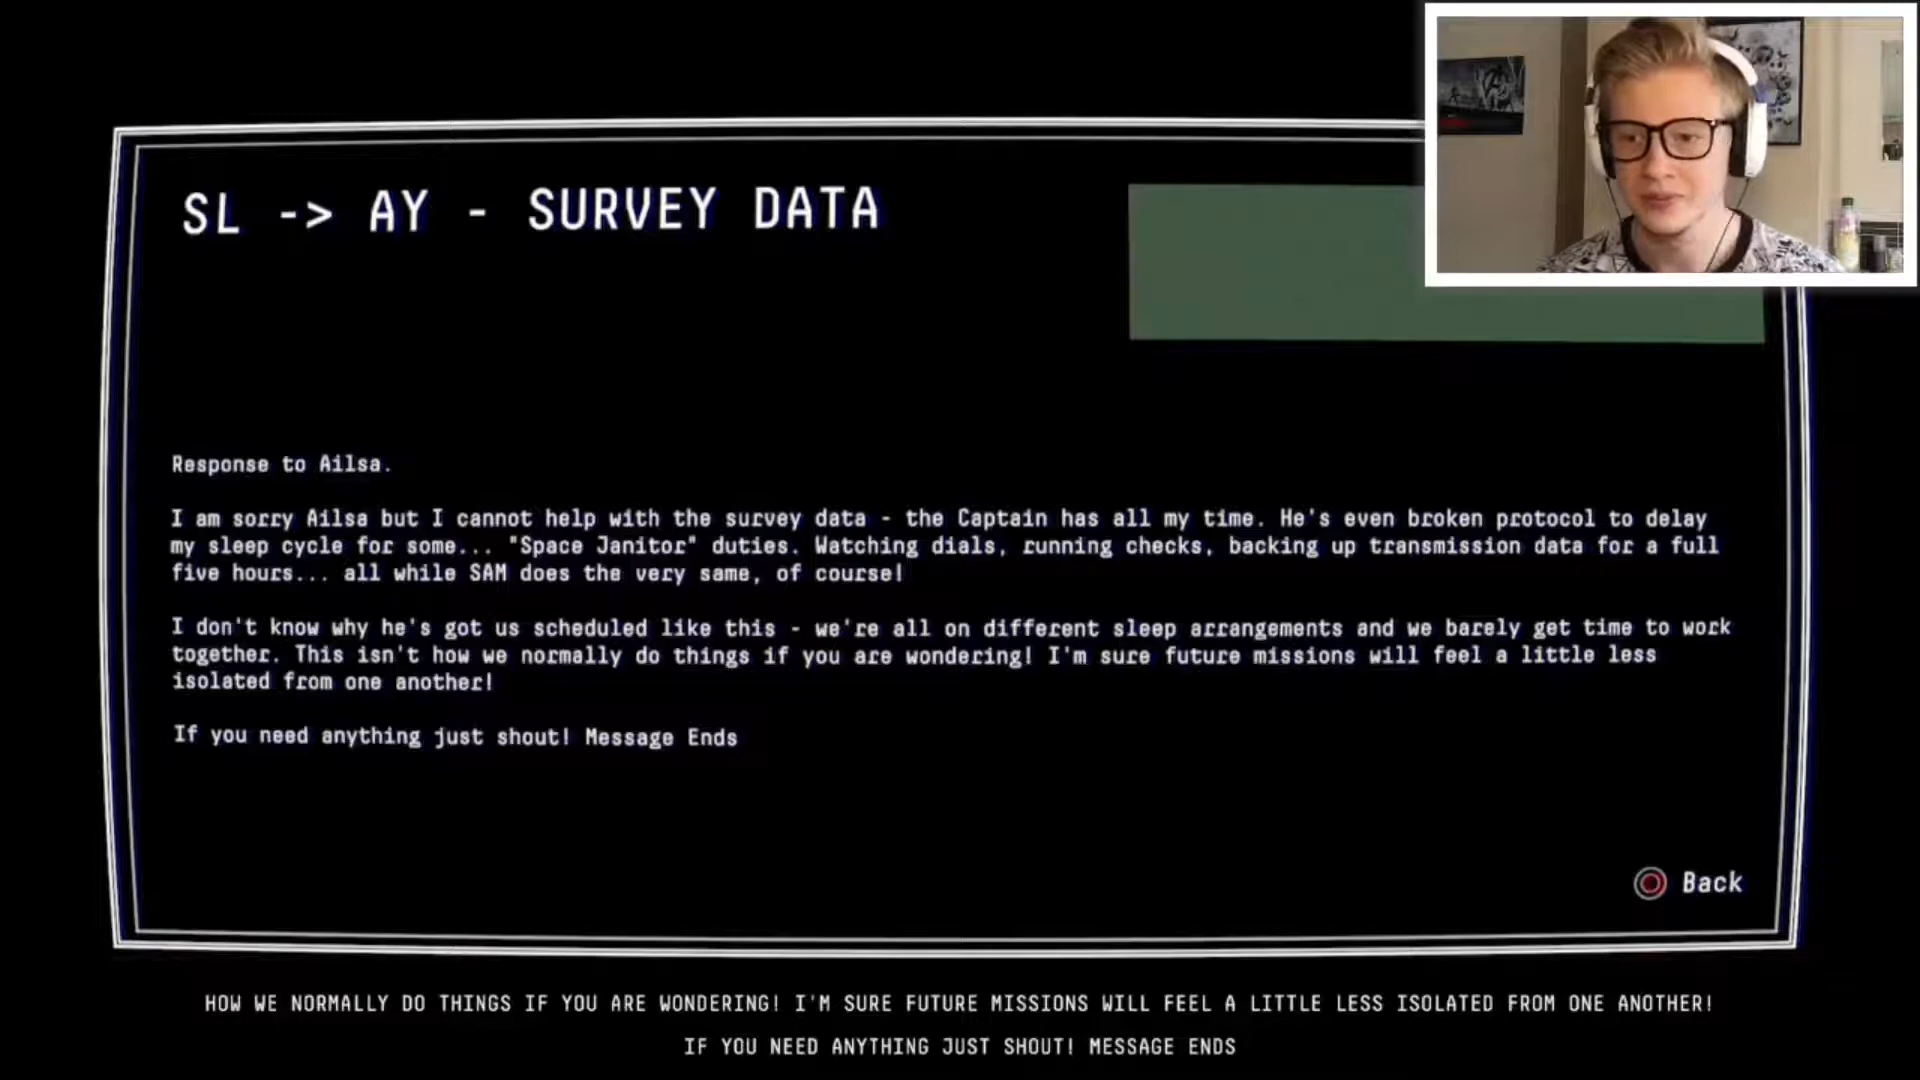 SL -> AY - SURVEY DATA
Response to Ailsa.
I am sorry Ailsa but I cannot help with the survey data - the Captain has all my time. He's even broken protocol to delay
my sleep cycle for some... "Space Janitor" duties. Watching dials, running checks, backing up transmission data for a full
five hours... all while SAM does the very same, of course!
I don't know why he's got us scheduled like this - we're all on different sleep arrangements and we barely get time to work
together. This isn't how we normally do things if you are wondering! I'm sure future missions will feel a little less
isolated from one another!
If you need anything just shout! Message Ends
Back
HOW WE NORMALLY DO THINGS IF YOU ARE WONDERING! I'M SURE FUTURE MISSIONS WILL FEEL A LITTLE LESS ISOLATED FROM ONE ANOTHER!
IF YOU NEED ANYTHING JUST SHOUT! MESSAGE ENDS